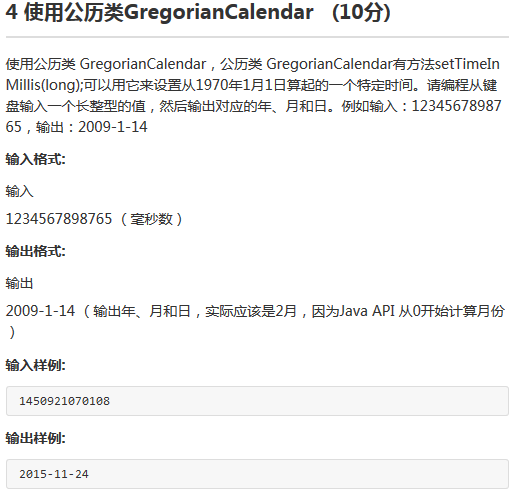 4 使用公历类GregorianCalendar (10分)
使用公历类 GregorianCalendar，公历类 GregorianCalendar有方法setTimeIn
Millis(long);可以用它来设置从1970年1月1日算起的一个特定时间。请编程从键
盘输入一个长整型的值，然后输出对应的年、月和日。例如输入：12345678987
65，输出：2009-1-14
输入格式:
输入
1234567898765 （毫秒数）
输出格式:
输出
2009-1-14 （输出年、月和日，实际应该是2月，因为Java API 从0开始计算月份
）
输入样例:
1450921070108
输出样例:
2015-11-24